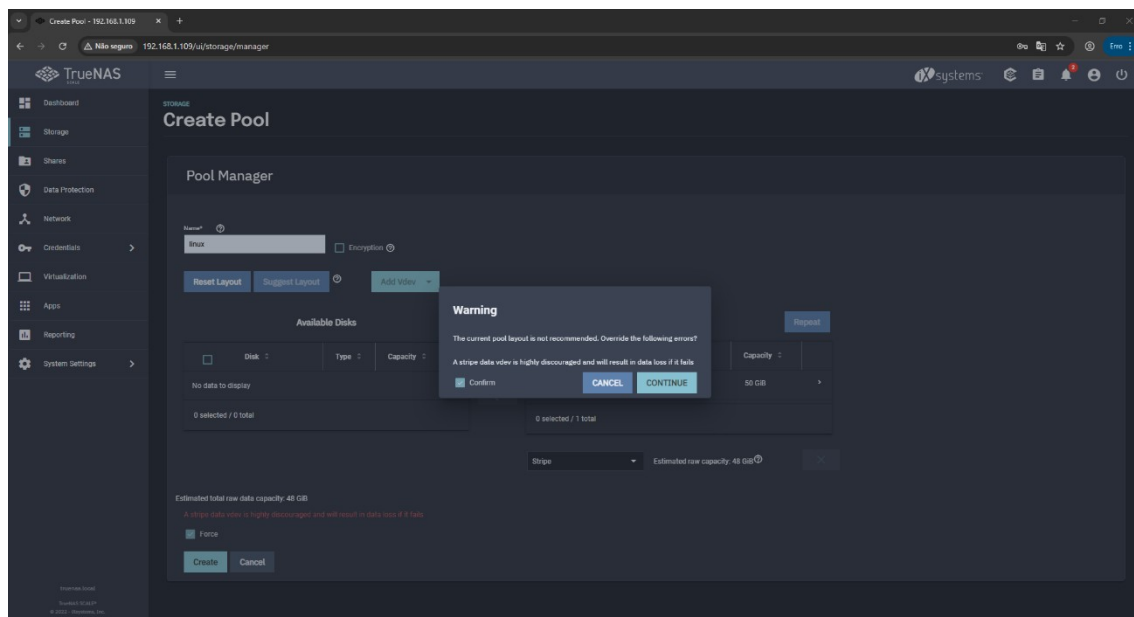 Create Pool - 192.168.1.109
Não seguro 192.168.1.109/ui/storage/manager
Erro
TrueNAS
SCALE
iXsystems
Dashboard
Storage
Shares
Data Protection
Network
Credentials
Virtualization
Apps
Reporting
System Settings
STORAGE
Create Pool
Pool Manager
Name*
linux
Encryption
Reset Layout
Suggest Layout
Add Vdev
Repeat
Available Disks
Disk Type Capacity
No data to display
0 selected / 0 total
Warning
The current pool layout is not recommended. Override the following errors?
A stripe data vdev is highly discouraged and will result in data loss if it fails
Confirm
CANCEL
CONTINUE
Capacity
50 GiB
0 selected / 1 total
Stripe
Estimated raw capacity: 48 GiB
Estimated total raw data capacity: 48 GiB
A stripe data vdev is highly discouraged and will result in data loss if it fails
Force
Create
Cancel